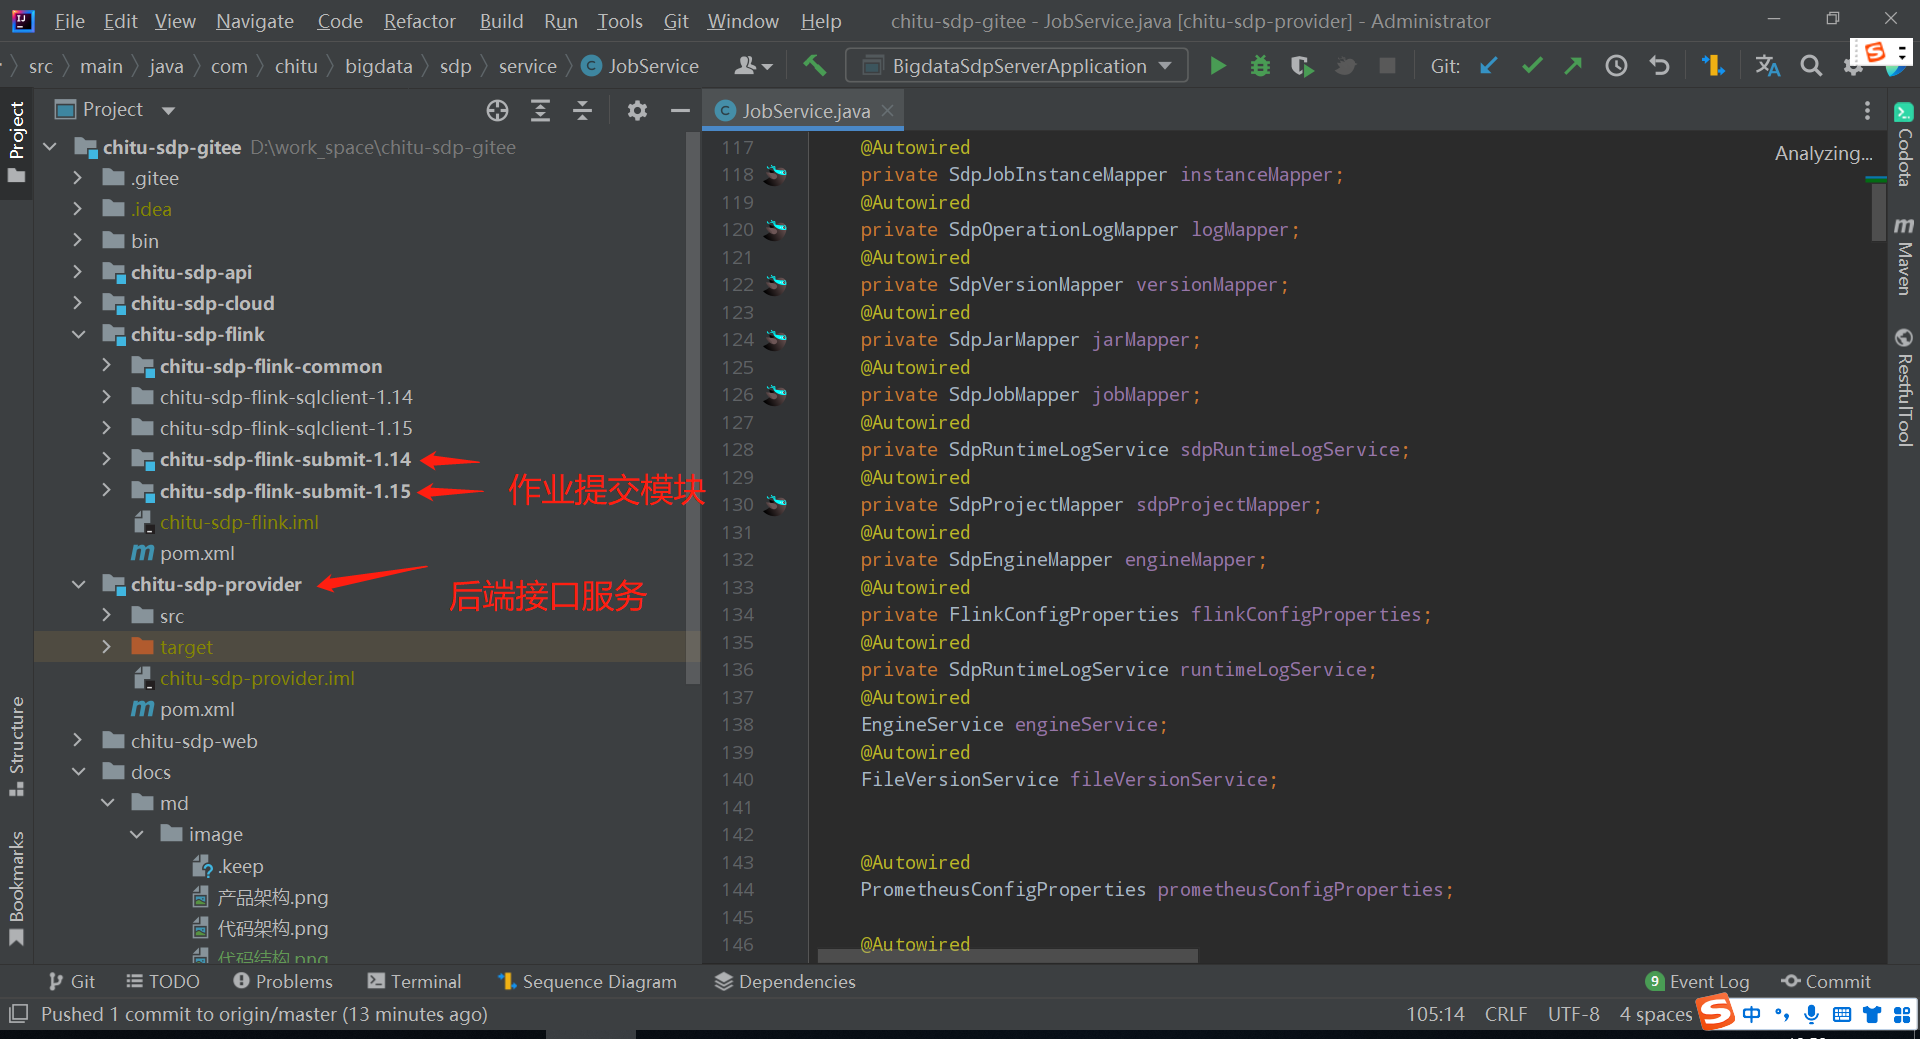 File Edit View Navigate Code Refactor Build Run Tools Git Window Help chitu-sdp-gitee - JobService.java [chitu-sdp-provider] - Administrator
src main java com chitu bigdata sdp service JobService BigdataSdpServerApplication Git:
Project
Project
chitu-sdp-gitee D:\work_space\chitu-sdp-gitee
.gitee
.idea
bin
chitu-sdp-api
chitu-sdp-cloud
chitu-sdp-flink
chitu-sdp-flink-common
chitu-sdp-flink-sqlclient-1.14
chitu-sdp-flink-sqlclient-1.15
chitu-sdp-flink-submit-1.14
chitu-sdp-flink-submit-1.15
作业提交模块
chitu-sdp-flink.iml
pom.xml
chitu-sdp-provider
后端接口服务
src
target
chitu-sdp-provider.iml
pom.xml
chitu-sdp-web
docs
md
image
.keep
产品架构.png
代码架构.png
代码结构.png
Structure
Bookmarks
JobService.java
Analyzing...
117 @Autowired
118 private SdpJobInstanceMapper instanceMapper;
119 @Autowired
120 private SdpOperationLogMapper logMapper;
121 @Autowired
122 private SdpVersionMapper versionMapper;
123 @Autowired
124 private SdpJarMapper jarMapper;
125 @Autowired
126 private SdpJobMapper jobMapper;
127 @Autowired
128 private SdpRuntimeLogService sdpRuntimeLogService;
129 @Autowired
130 private SdpProjectMapper sdpProjectMapper;
131 @Autowired
132 private SdpEngineMapper engineMapper;
133 @Autowired
134 private FlinkConfigProperties flinkConfigProperties;
135 @Autowired
136 private SdpRuntimeLogService runtimeLogService;
137 @Autowired
138 EngineService engineService;
139 @Autowired
140 FileVersionService fileVersionService;
141
142
143 @Autowired
144 PrometheusConfigProperties prometheusConfigProperties;
145
146 @Autowired
Codota
Maven
RestfulTool
Git TODO Problems Terminal Sequence Diagram Dependencies 9 Event Log Commit
Pushed 1 commit to origin/master (13 minutes ago) 105:14 CRLF UTF-8 4 spaces 中